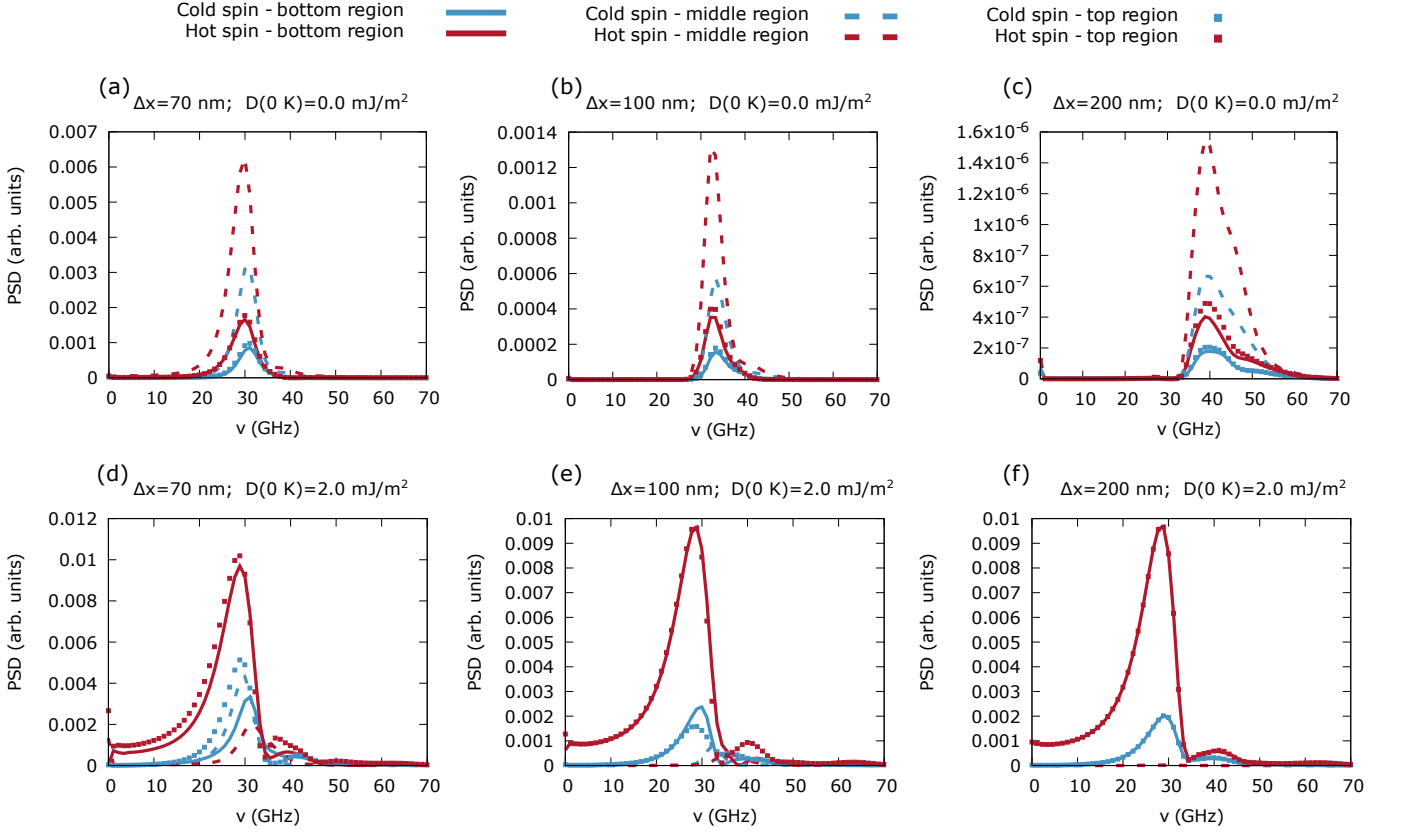 Cold spin - bottom region
Hot spin - bottom region
Cold spin - middle region
Hot spin - middle region
Cold spin - top region
Hot spin - top region
(a)
Δx=70 nm; D(0 K)=0.0 mJ/m²
PSD (arb. units)
0.007
0.006
0.005
0.004
0.003
0.002
0.001
0
0 10 20 30 40 50 60 70
ν (GHz)
(b)
Δx=100 nm; D(0 K)=0.0 mJ/m²
PSD (arb. units)
0.0014
0.0012
0.001
0.0008
0.0006
0.0004
0.0002
0
0 10 20 30 40 50 60 70
ν (GHz)
(c)
Δx=200 nm; D(0 K)=0.0 mJ/m²
PSD (arb. units)
1.6x10⁻⁶
1.4x10⁻⁶
1.2x10⁻⁶
1x10⁻⁶
8x10⁻⁷
6x10⁻⁷
4x10⁻⁷
2x10⁻⁷
0
0 10 20 30 40 50 60 70
ν (GHz)
(d)
Δx=70 nm; D(0 K)=2.0 mJ/m²
PSD (arb. units)
0.012
0.01
0.008
0.006
0.004
0.002
0
0 10 20 30 40 50 60 70
ν (GHz)
(e)
Δx=100 nm; D(0 K)=2.0 mJ/m²
PSD (arb. units)
0.01
0.009
0.008
0.007
0.006
0.005
0.004
0.003
0.002
0.001
0
0 10 20 30 40 50 60 70
ν (GHz)
(f)
Δx=200 nm; D(0 K)=2.0 mJ/m²
PSD (arb. units)
0.01
0.009
0.008
0.007
0.006
0.005
0.004
0.003
0.002
0.001
0
0 10 20 30 40 50 60 70
ν (GHz)